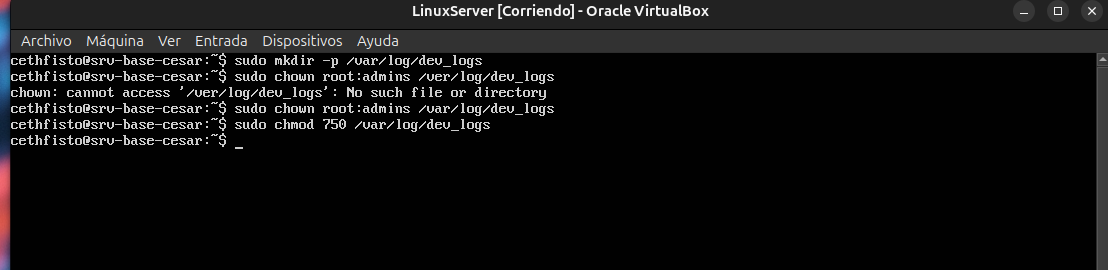 LinuxServer [Corriendo] - Oracle VirtualBox
Archivo Máquina Ver Entrada Dispositivos Ayuda
cethfisto@srv-base-cesar:~$ sudo mkdir -p /var/log/dev_logs
cethfisto@srv-base-cesar:~$ sudo chown root:admins /ver/log/dev_logs
chown: cannot access '/ver/log/dev_logs': No such file or directory
cethfisto@srv-base-cesar:~$ sudo chown root:admins /var/log/dev_logs
cethfisto@srv-base-cesar:~$ sudo chmod 750 /var/log/dev_logs
cethfisto@srv-base-cesar:~$ _